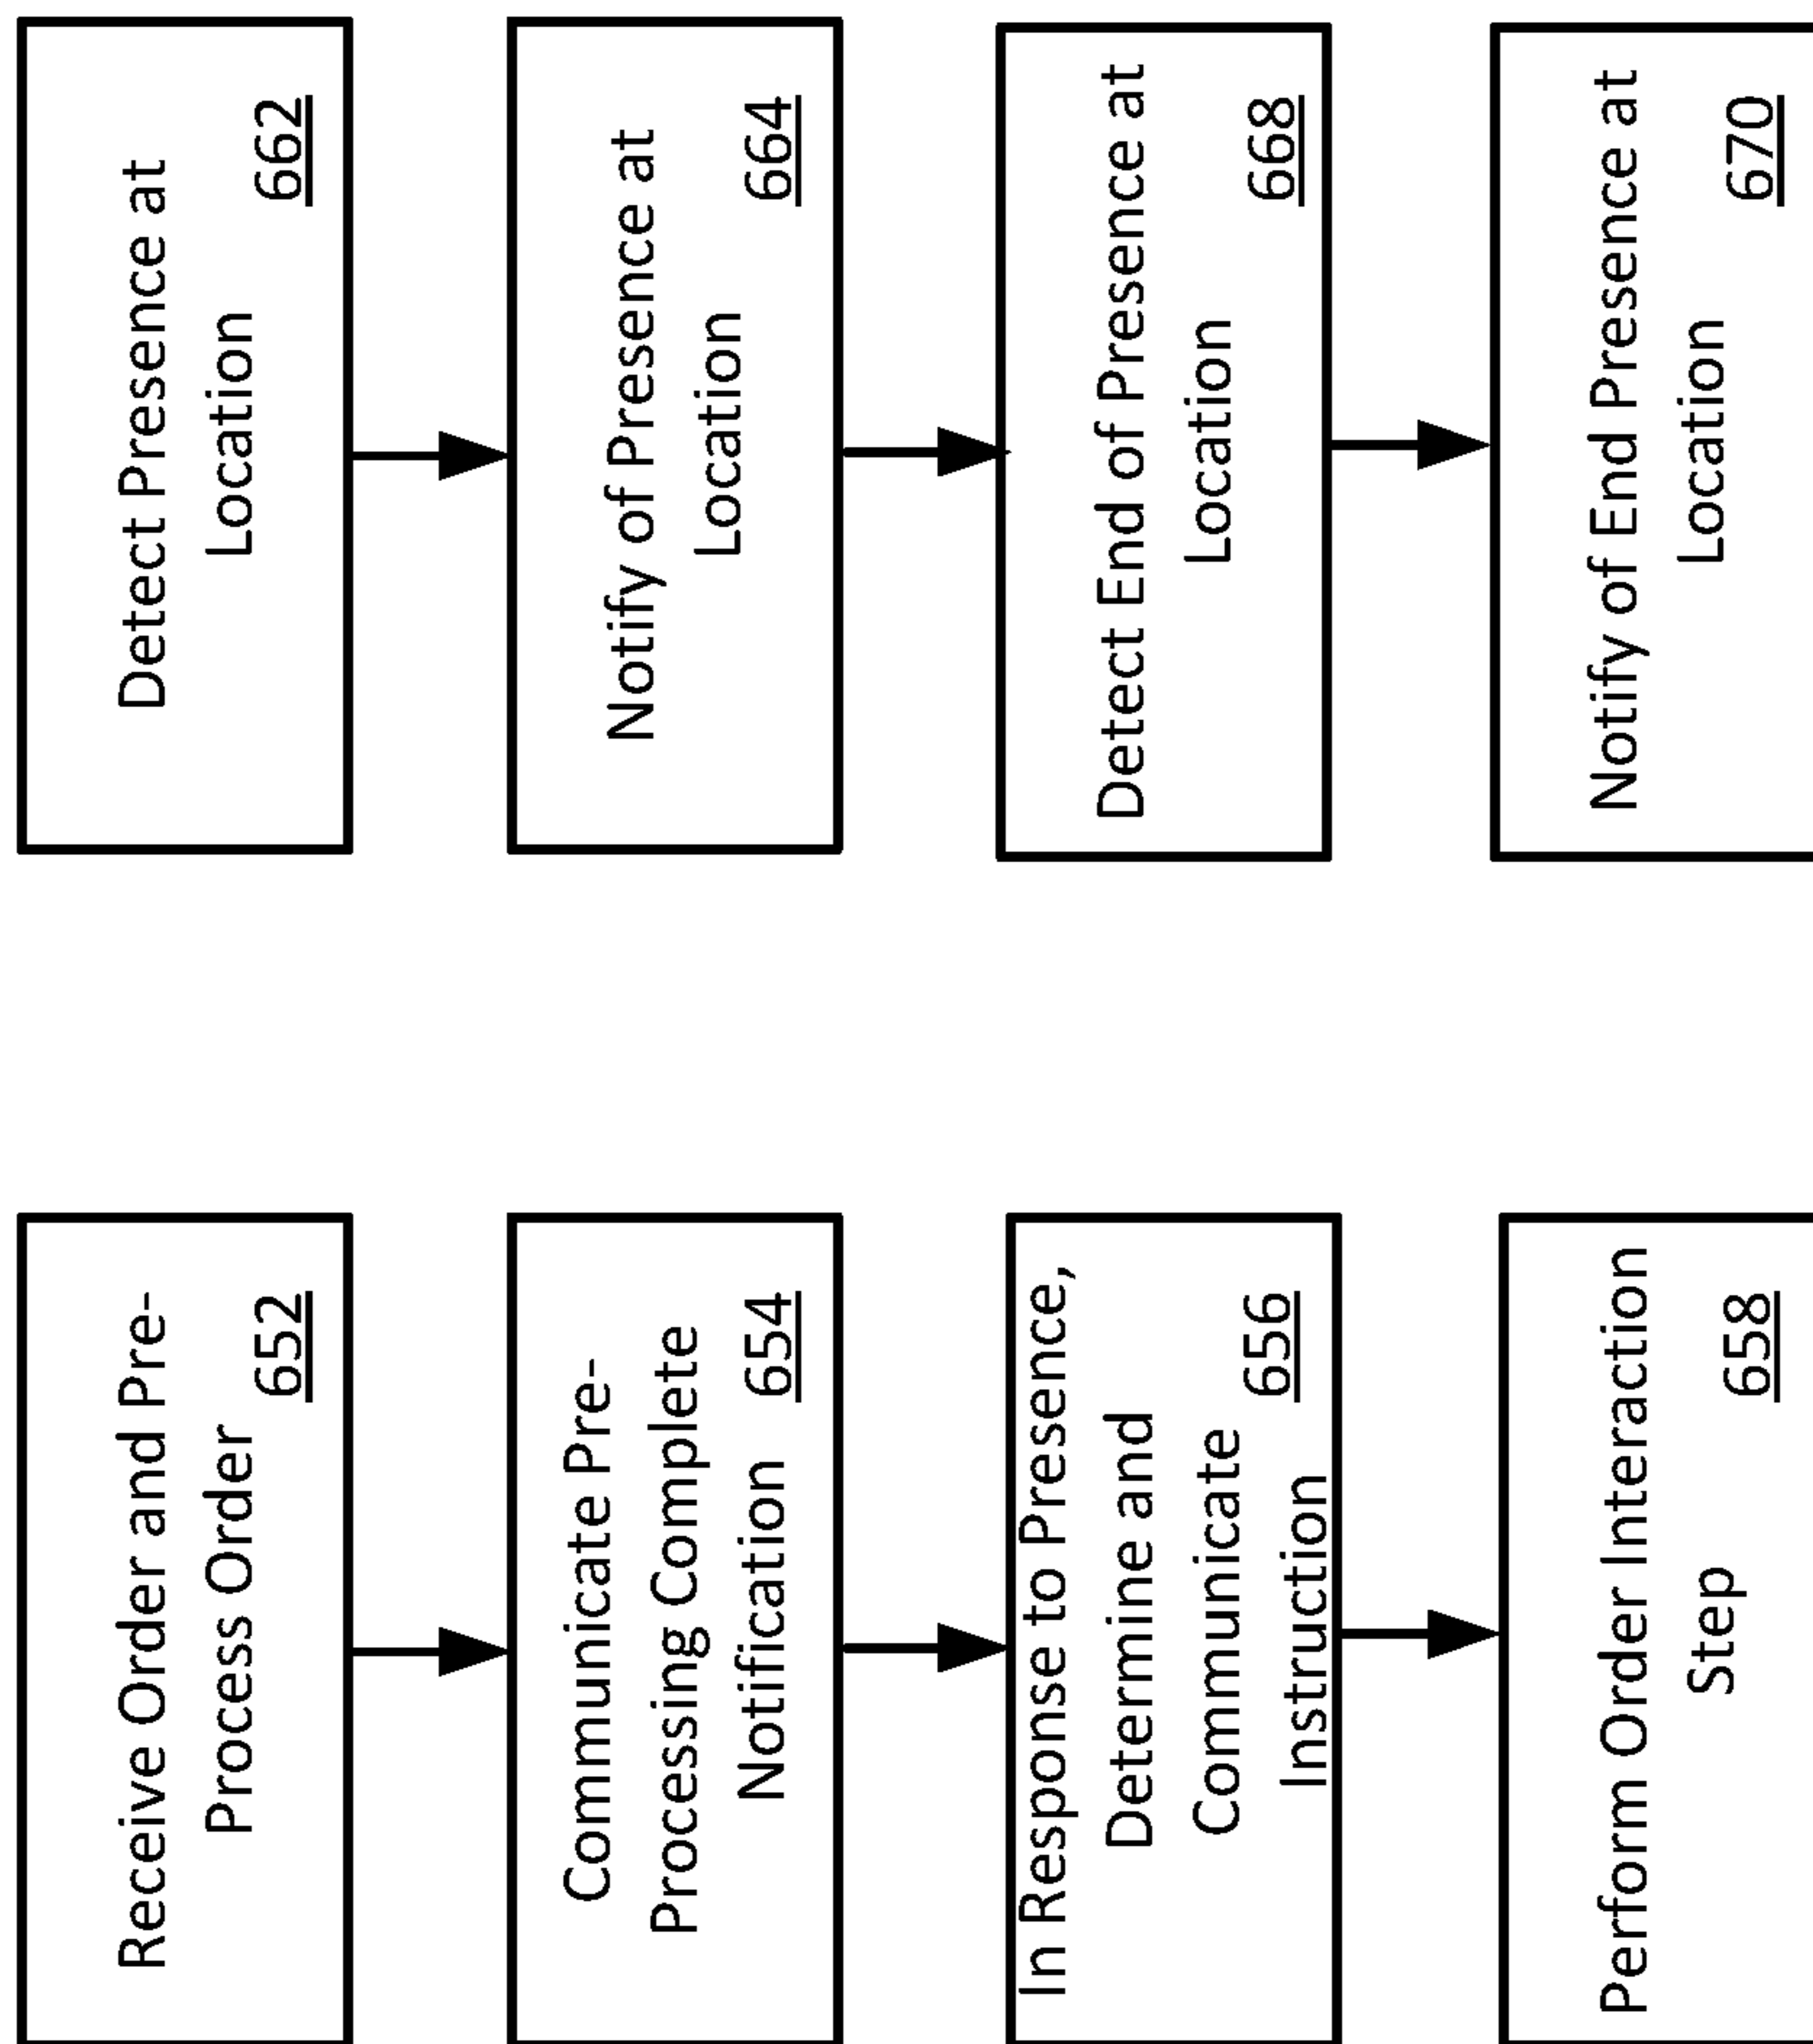 Receive Order and Pre-
Process Order
652
Communicate Pre-
Processing Complete
Notification
654
In Response to Presence,
Determine and
Communicate
Instruction
656
Perform Order Interaction
Step
658
Detect Presence at
Location
662
Notify of Presence at
Location
664
Detect End of Presence at
Location
668
Notify of End Presence at
Location
670